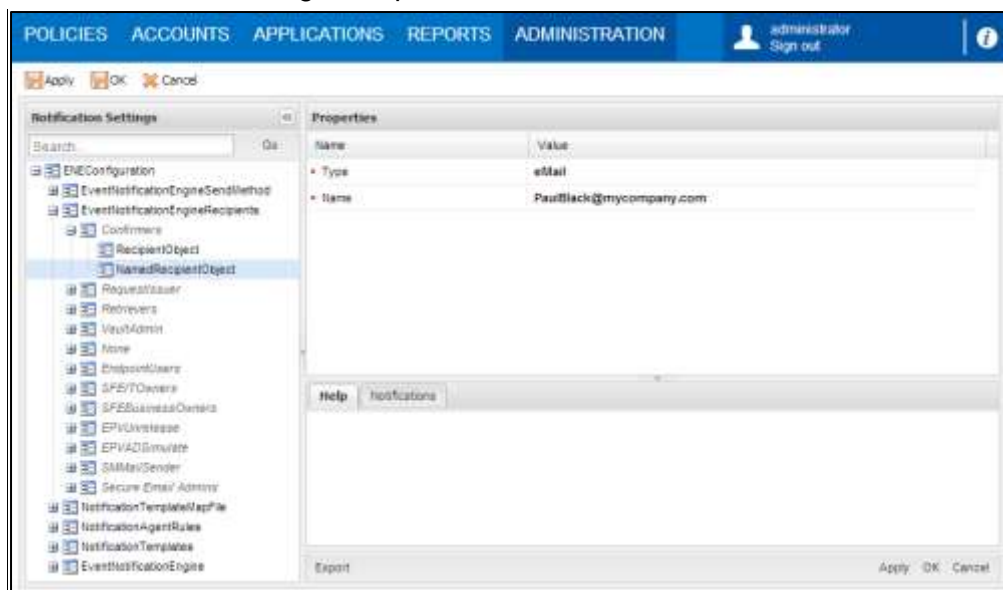 POLICIES ACCOUNTS APPLICATIONS REPORTS ADMINISTRATION administrator
Sign out
Apply OK Cancel
Notification Settings
Search... Go
ENEConfiguration
EventNotificationEngineSendMethod
EventNotificationEngineRecipients
Confirmers
RecipientObject
NamedRecipientObject
RequestIssuer
Retrievers
VaultAdmin
None
EndpointUsers
SFEITOwners
SFEBusinessOwners
EPVUnrelease
EPVADSimulate
SMMailSender
Secure Email Admins
NotificationTemplateMapFile
NotificationAgentRules
NotificationTemplates
EventNotificationEngine
Properties
Name Value
Type eMail
Name PaulBlack@mycompany.com
Help Notifications
Export Apply OK Cancel